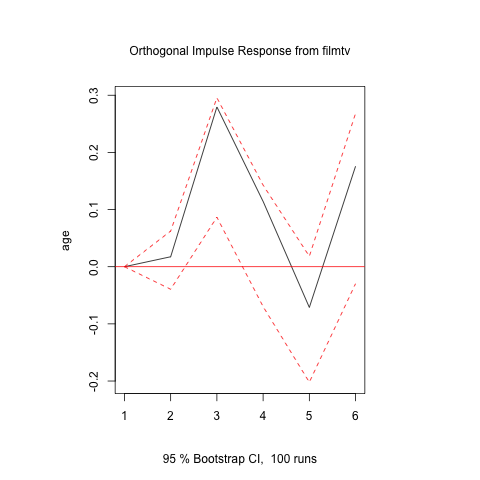 Orthogonal Impulse Response from filmtv
age
0.3
0.2
0.1
0.0
-0.1
-0.2
1 2 3 4 5 6
95 % Bootstrap CI,  100 runs